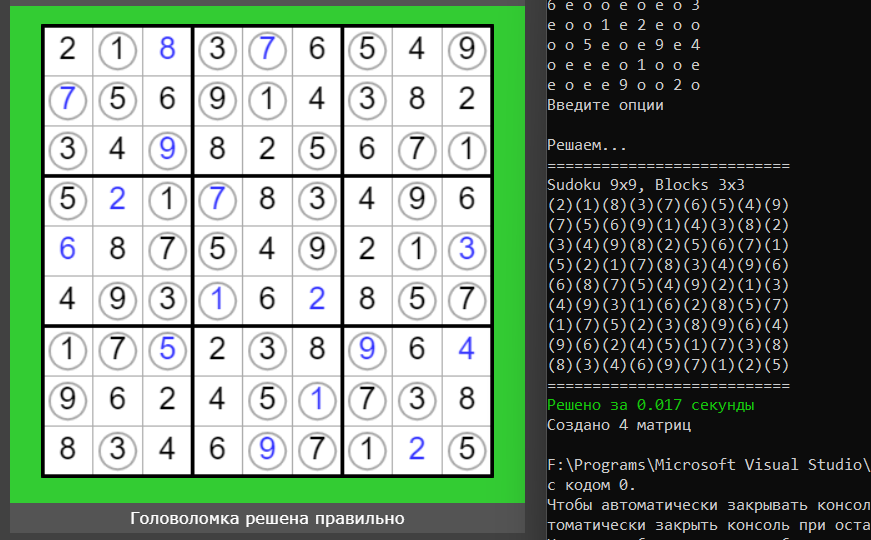 2 1 8 3 7 6 5 4 9
7 5 6 9 1 4 3 8 2
3 4 9 8 2 5 6 7 1
5 2 1 7 8 3 4 9 6
6 8 7 5 4 9 2 1 3
4 9 3 1 6 2 8 5 7
1 7 5 2 3 8 9 6 4
9 6 2 4 5 1 7 3 8
8 3 4 6 9 7 1 2 5
Головоломка решена правильно
6 e o o e o e o 3
e o o 1 e 2 e o o
o o 5 e o e 9 e 4
o e e e o 1 o o e
e o e e 9 o o 2 o
Введите опции
Решаем...
===========================
Sudoku 9x9, Blocks 3x3
(2)(1)(8)(3)(7)(6)(5)(4)(9)
(7)(5)(6)(9)(1)(4)(3)(8)(2)
(3)(4)(9)(8)(2)(5)(6)(7)(1)
(5)(2)(1)(7)(8)(3)(4)(9)(6)
(6)(8)(7)(5)(4)(9)(2)(1)(3)
(4)(9)(3)(1)(6)(2)(8)(5)(7)
(1)(7)(5)(2)(3)(8)(9)(6)(4)
(9)(6)(2)(4)(5)(1)(7)(3)(8)
(8)(3)(4)(6)(9)(7)(1)(2)(5)
===========================
Решено за 0.017 секунды
Создано 4 матриц
F:\Programs\Microsoft Visual Studio\
с кодом 0.
Чтобы автоматически закрывать консол
томатически закрыть консоль при оста